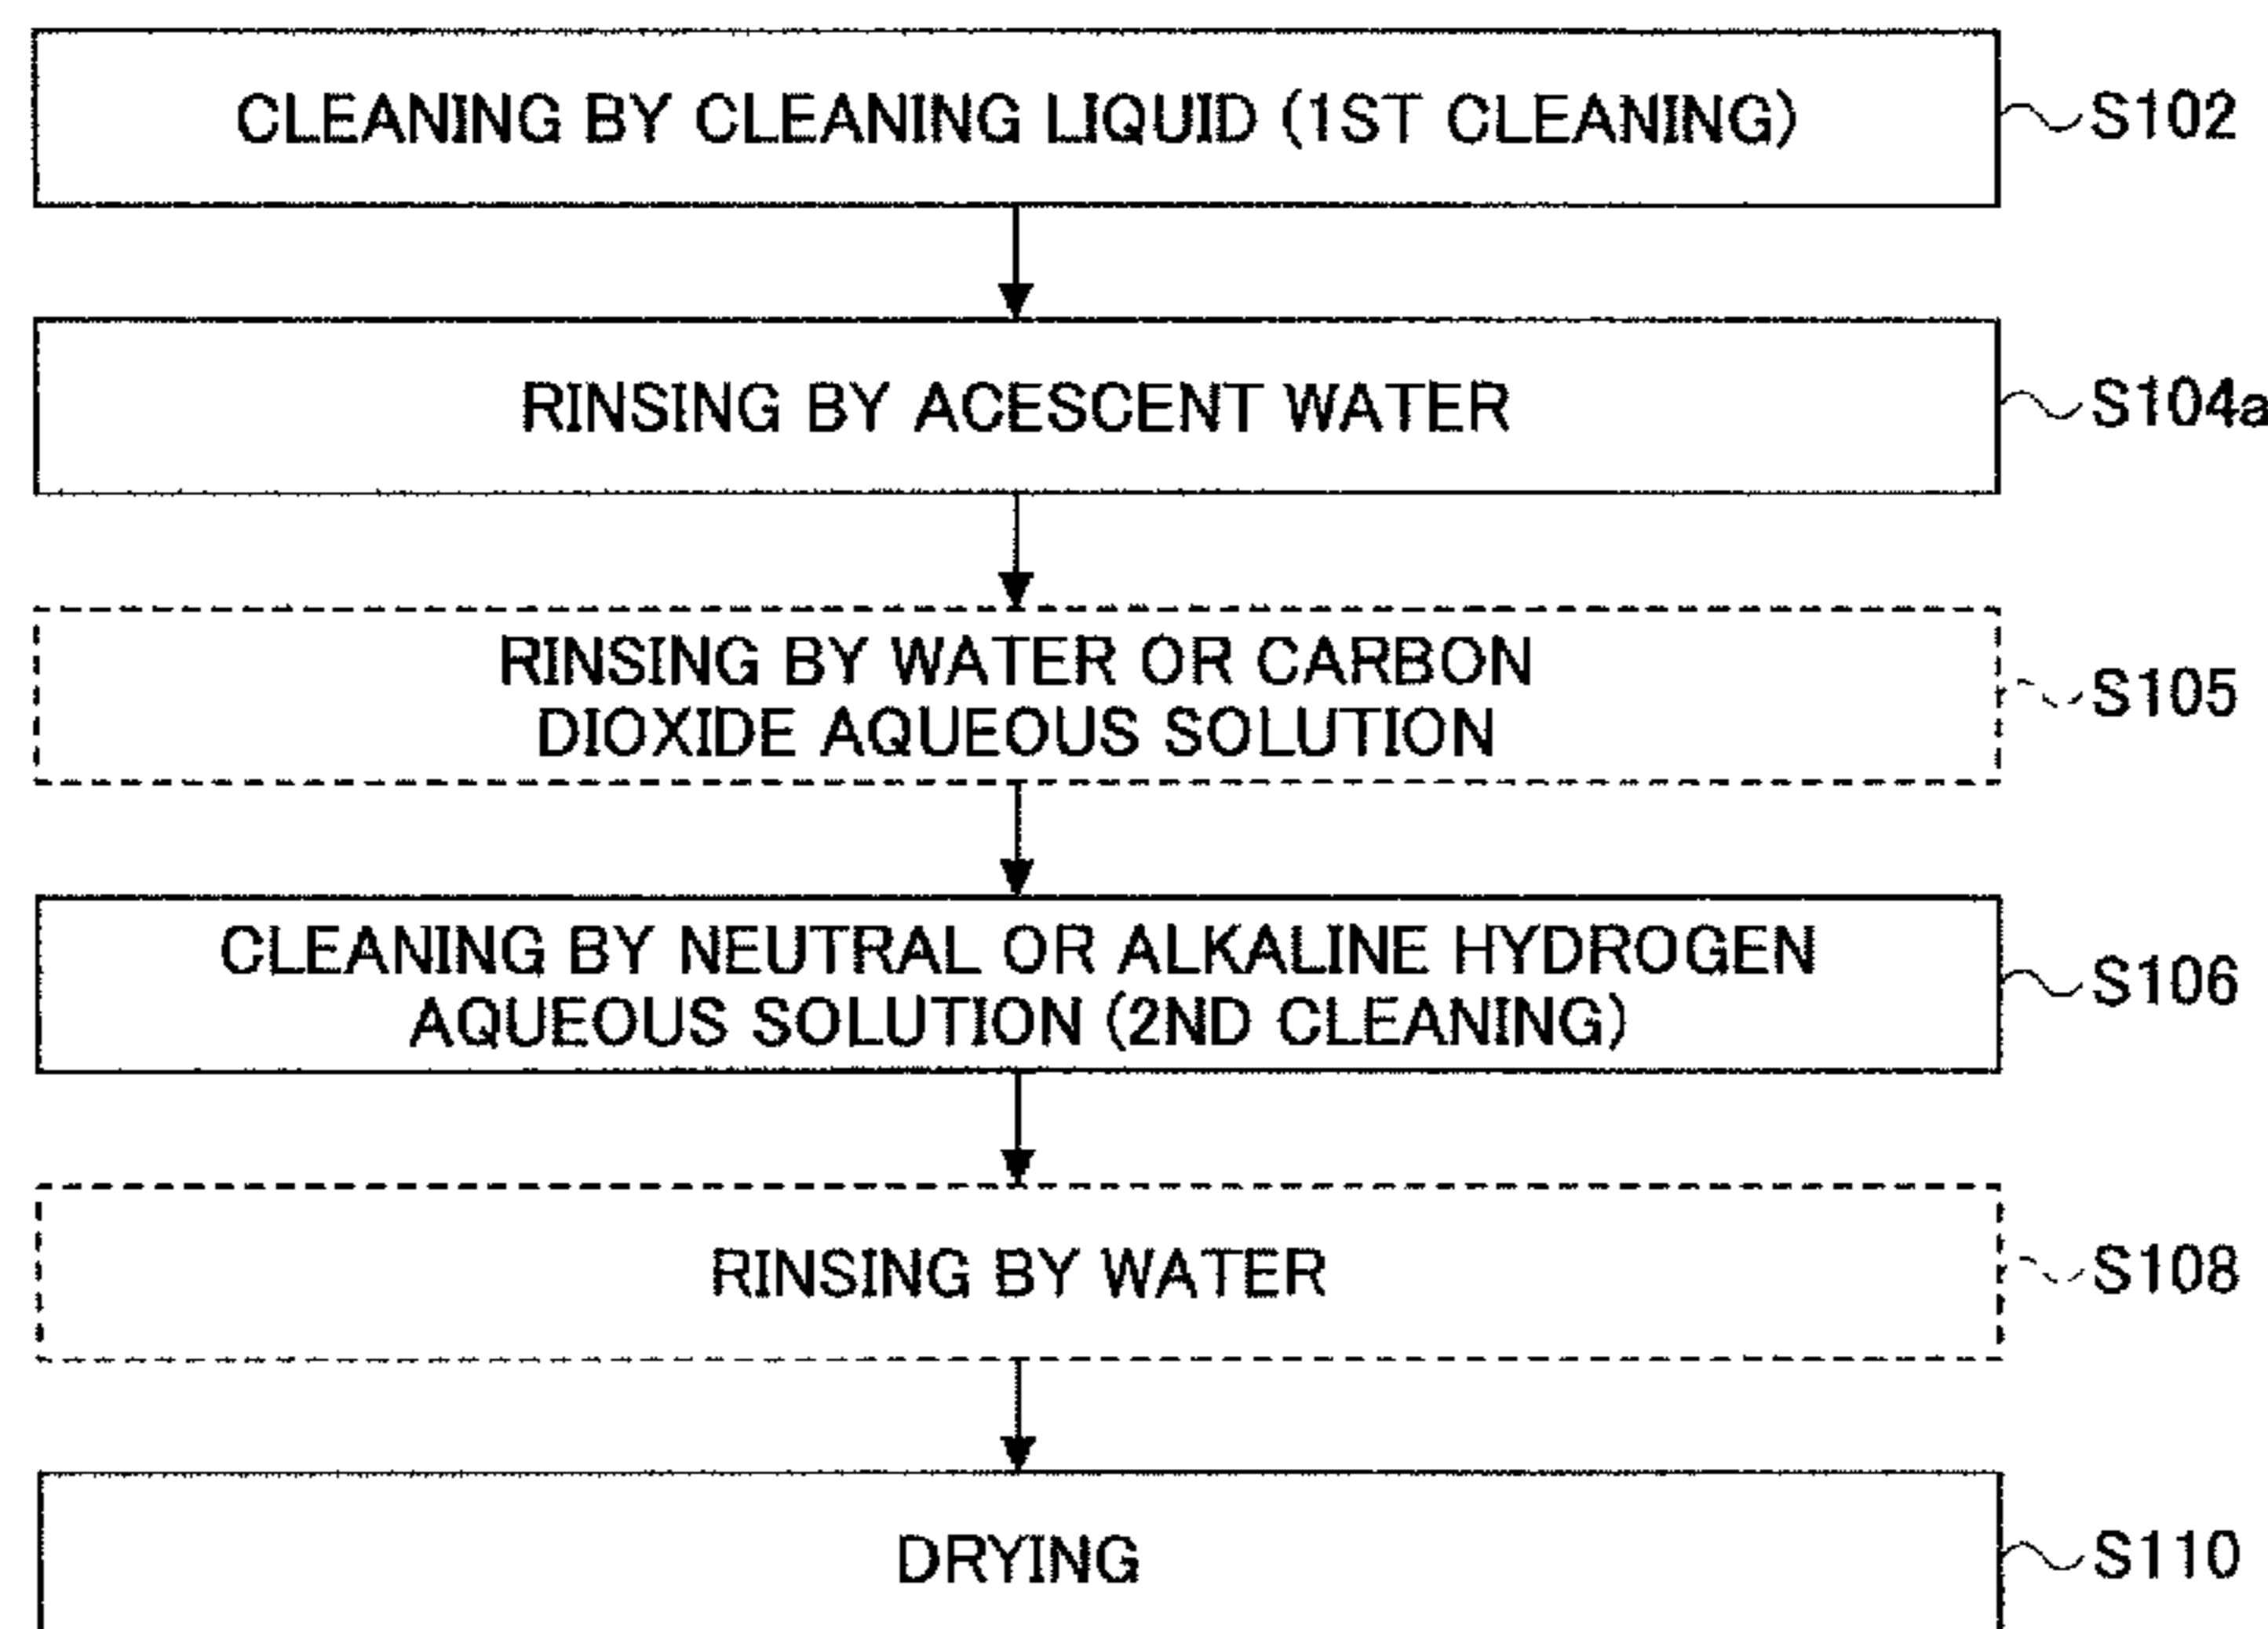 CLEANING BY CLEANING LIQUID (1ST CLEANING)
S102
RINSING BY ACESCENT WATER
S104a
RINSING BY WATER OR CARBON
DIOXIDE AQUEOUS SOLUTION
S105
CLEANING BY NEUTRAL OR ALKALINE HYDROGEN
AQUEOUS SOLUTION (2ND CLEANING)
S106
RINSING BY WATER
S108
DRYING
S110